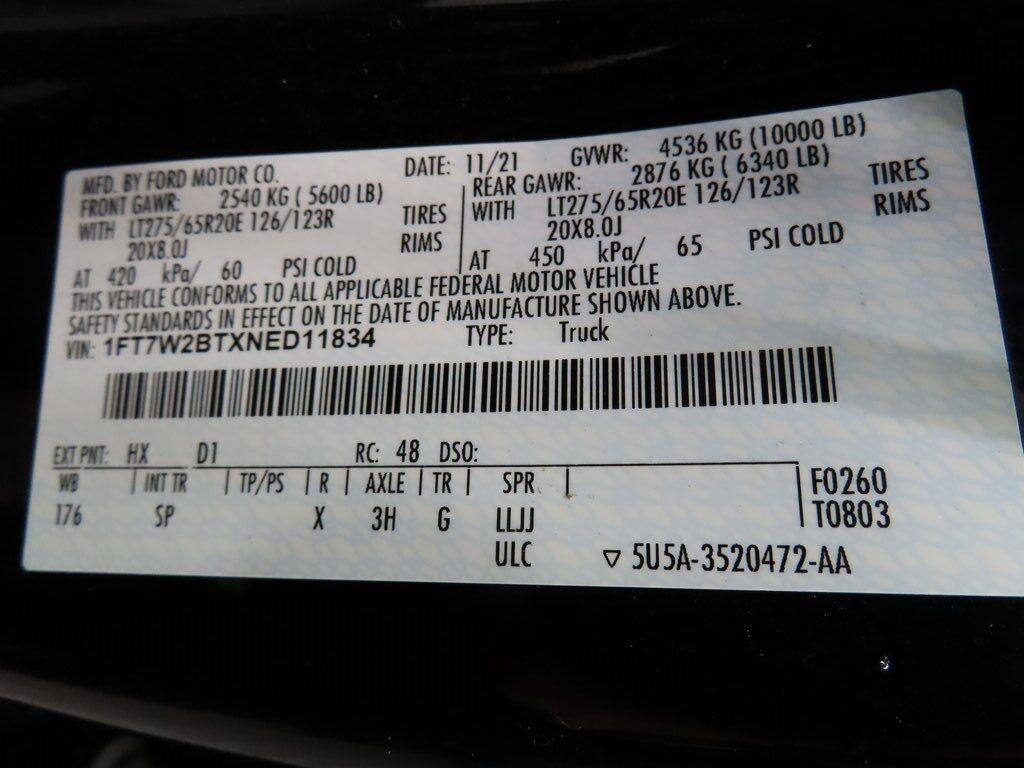 MFD. BY FORD MOTOR CO. DATE: 11/21 GVWR: 4536 KG (10000 LB)
FRONT GAWR: 2540 KG ( 5600 LB) REAR GAWR: 2876 KG ( 6340 LB)
WITH LT275/65R20E 126/123R TIRES WITH LT275/65R20E 126/123R TIRES
20X8.0J RIMS 20X8.0J RIMS
AT 420 kPa/ 60 PSI COLD AT 450 kPa/ 65 PSI COLD
THIS VEHICLE CONFORMS TO ALL APPLICABLE FEDERAL MOTOR VEHICLE
SAFETY STANDARDS IN EFFECT ON THE DATE OF MANUFACTURE SHOWN ABOVE.
VIN: 1FT7W2BTXNED11834 TYPE: Truck
EXT PNT: HX D1 RC: 48 DSO:
WB | INT TR | TP/PS | R | AXLE | TR | SPR | F0260
176 SP X 3H G LLJJ T0803
ULC ▽ 5U5A-3520472-AA